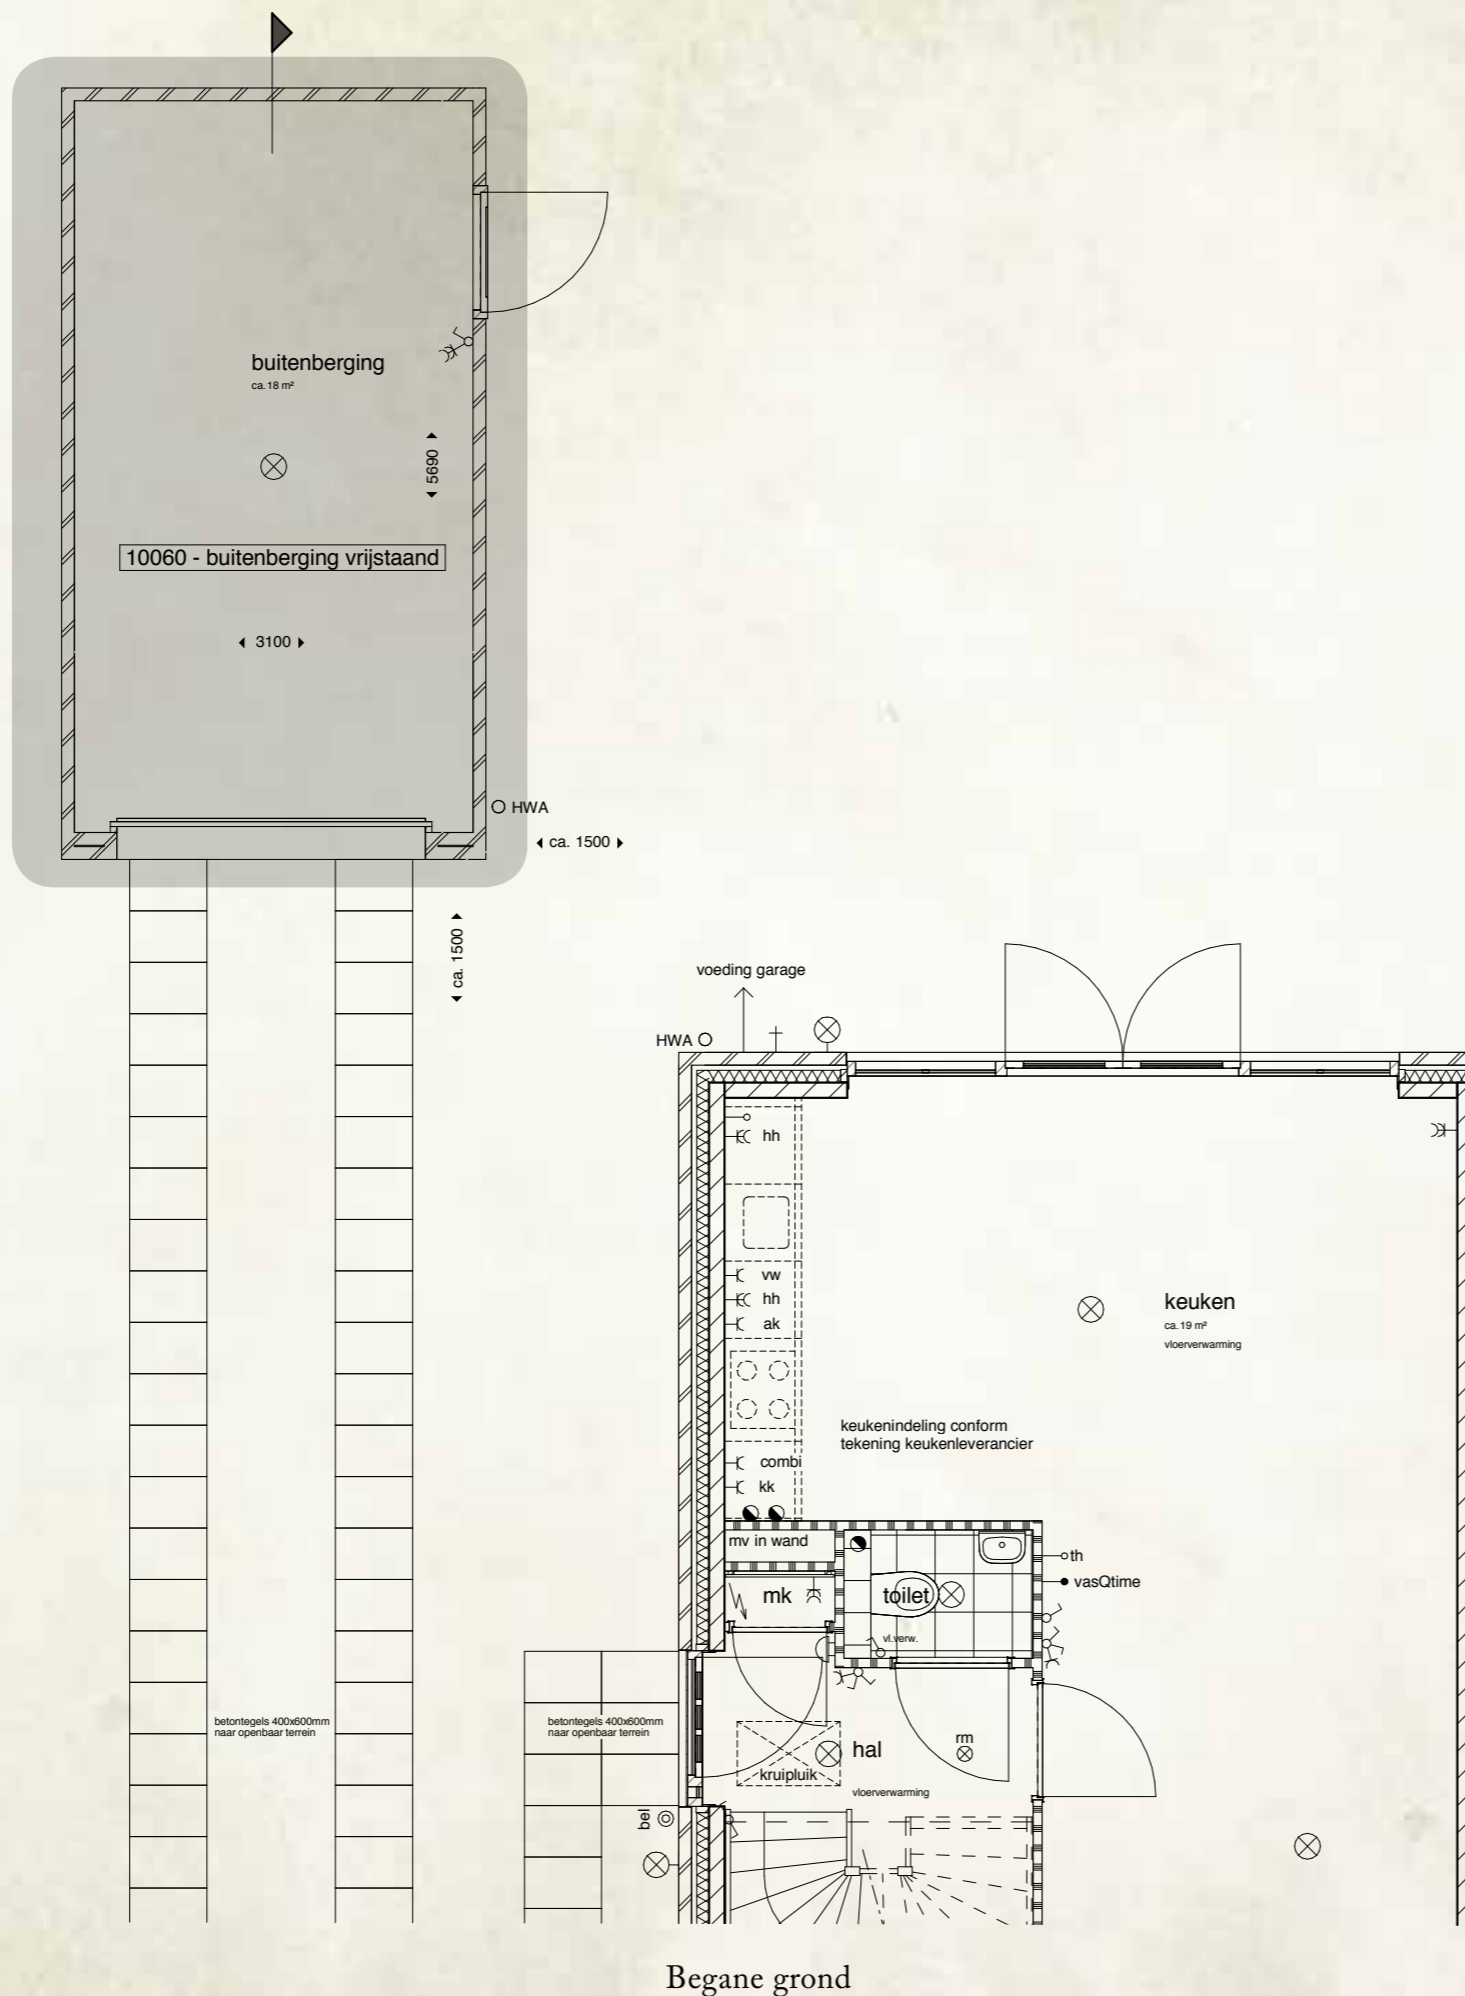 buitenberging
ca. 18 m²
5690
10060 - buitenberging vrijstaand
3100
HWA
ca. 1500
ca. 1500
voeding garage
HWA
hh
vw
hh
ak
keuken
ca. 19 m²
vloerverwarming
keukenindeling conform
tekening keukenleverancier
combi
kk
mv in wand
th
mk
toilet
vasQtime
vl.verw.
betontegels 400x600mm
naar openbaar terrein
betontegels 400x600mm
naar openbaar terrein
hal
rm
kruipluik
vloerverwarming
bel
Begane grond